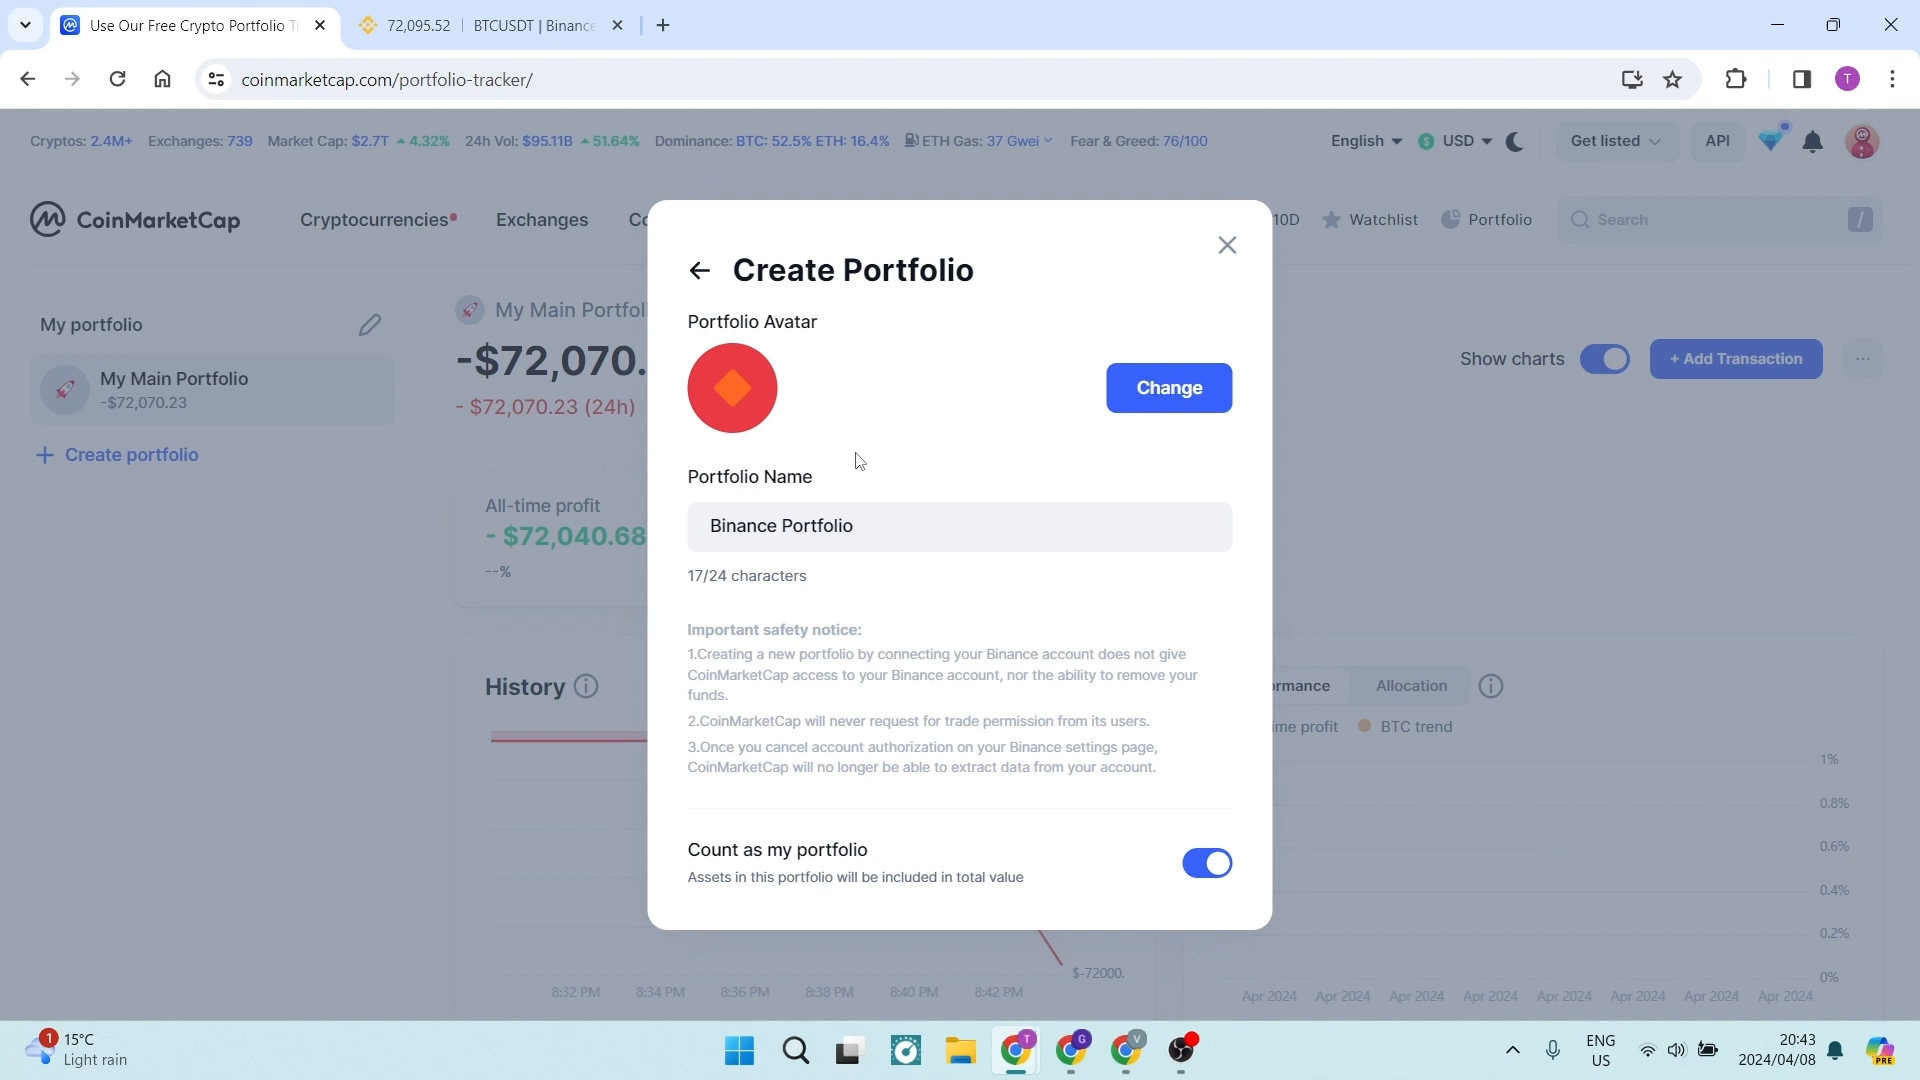 Use Our Free Crypto Portfolio T
72,095.52 | BTCUSDT | Binance
coinmarketcap.com/portfolio-tracker/
T
Cryptos: 2.4M+ Exchanges: 739 Market Cap: $2.7T 4.32% 24h Vol: $95.11B 51.64% Dominance: BTC: 52.5% ETH: 16.4% ETH Gas: 37 Gwei Fear & Greed: 76/100
English USD Get listed API
CoinMarketCap Cryptocurrencies Exchanges Co 10D Watchlist Portfolio Search /
My portfolio
My Main Portfolio
-$72,070.23
+ Create portfolio
My Main Portfoli
-$72,070.
- $72,070.23 (24h)
Show charts + Add Transaction ...
All-time profit
- $72,040.68
--%
History
Create Portfolio
Portfolio Avatar
Change
Portfolio Name
Binance Portfolio
17/24 characters
Important safety notice:
1.Creating a new portfolio by connecting your Binance account does not give
CoinMarketCap access to your Binance account, nor the ability to remove your
funds.
2.CoinMarketCap will never request for trade permission from its users.
3.Once you cancel account authorization on your Binance settings page,
CoinMarketCap will no longer be able to extract data from your account.
Count as my portfolio
Assets in this portfolio will be included in total value
ormance Allocation
ime profit BTC trend
1%
0.8%
0.6%
0.4%
0.2%
0%
$-72000.
8:32 PM 8:34 PM 8:36 PM 8:38 PM 8:40 PM 8:42 PM
Apr 2024 Apr 2024 Apr 2024 Apr 2024 Apr 2024 Apr 2024 Apr 2024 Apr 2024
1
15°C
Light rain
T
G
V
ENG
US
20:43
2024/04/08
PRE